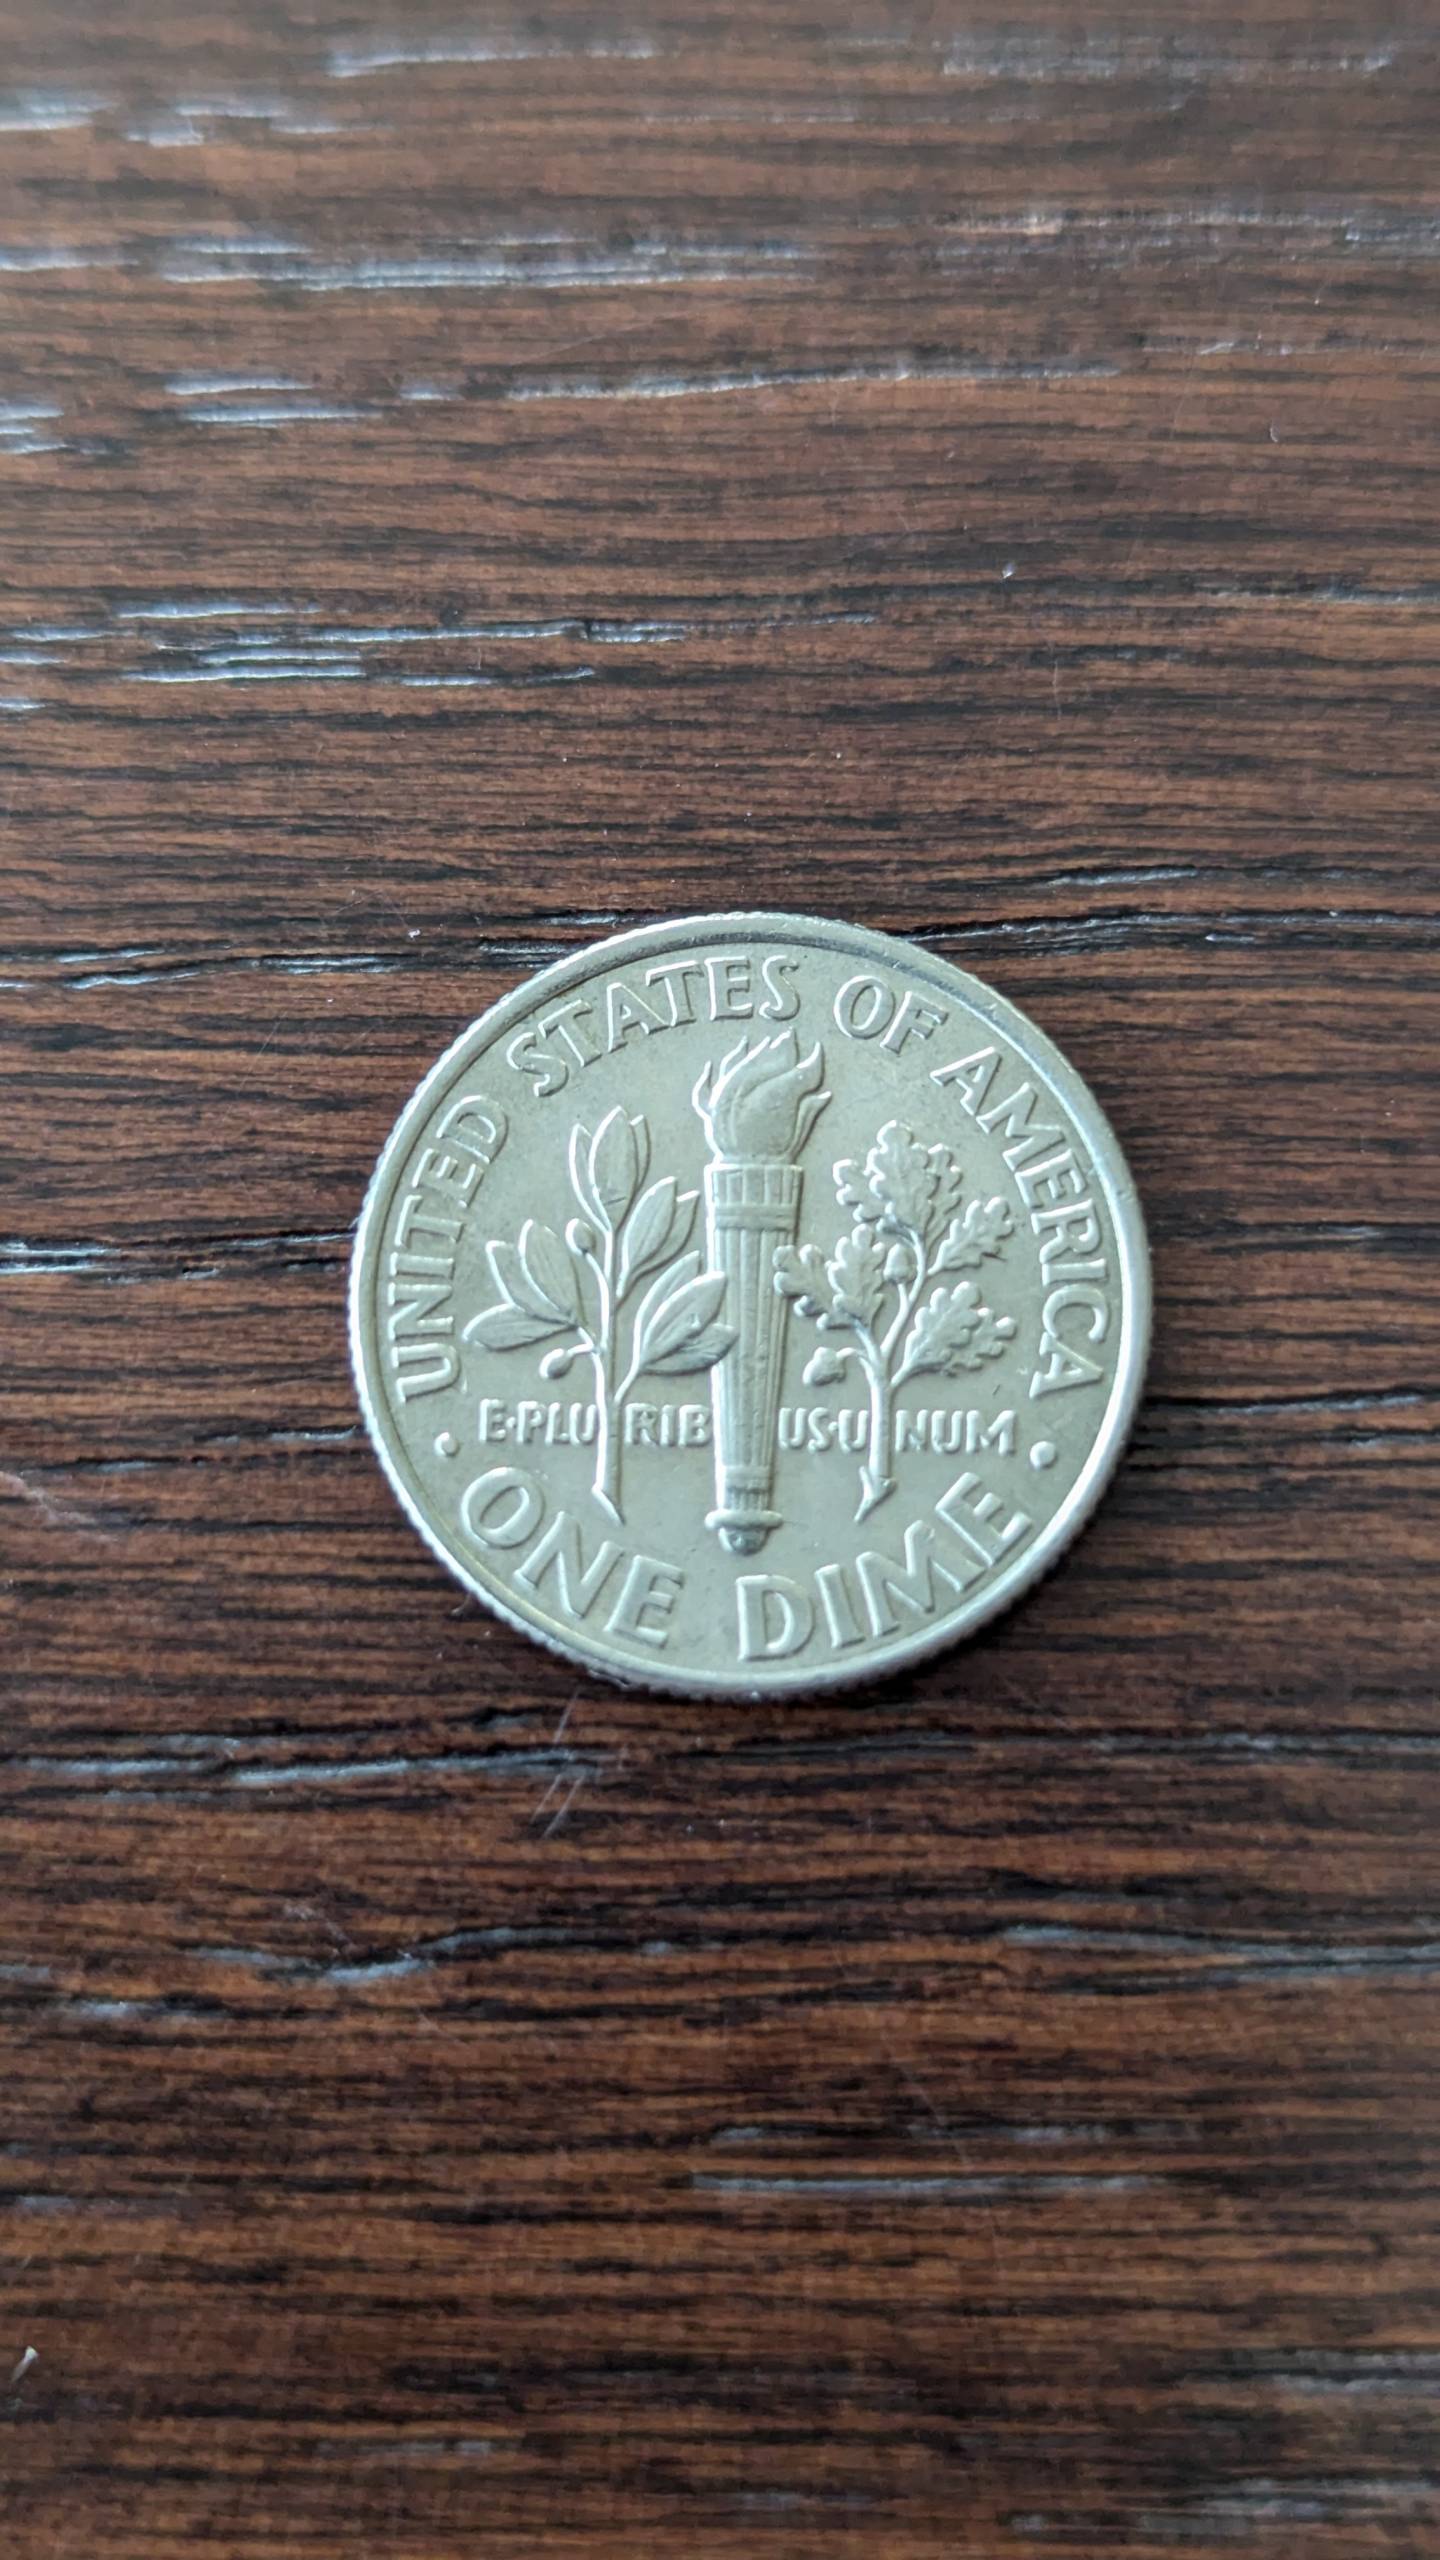 UNITED STATES OF AMERICA
E·PLU RIB US·U NUM
· ONE DIME ·